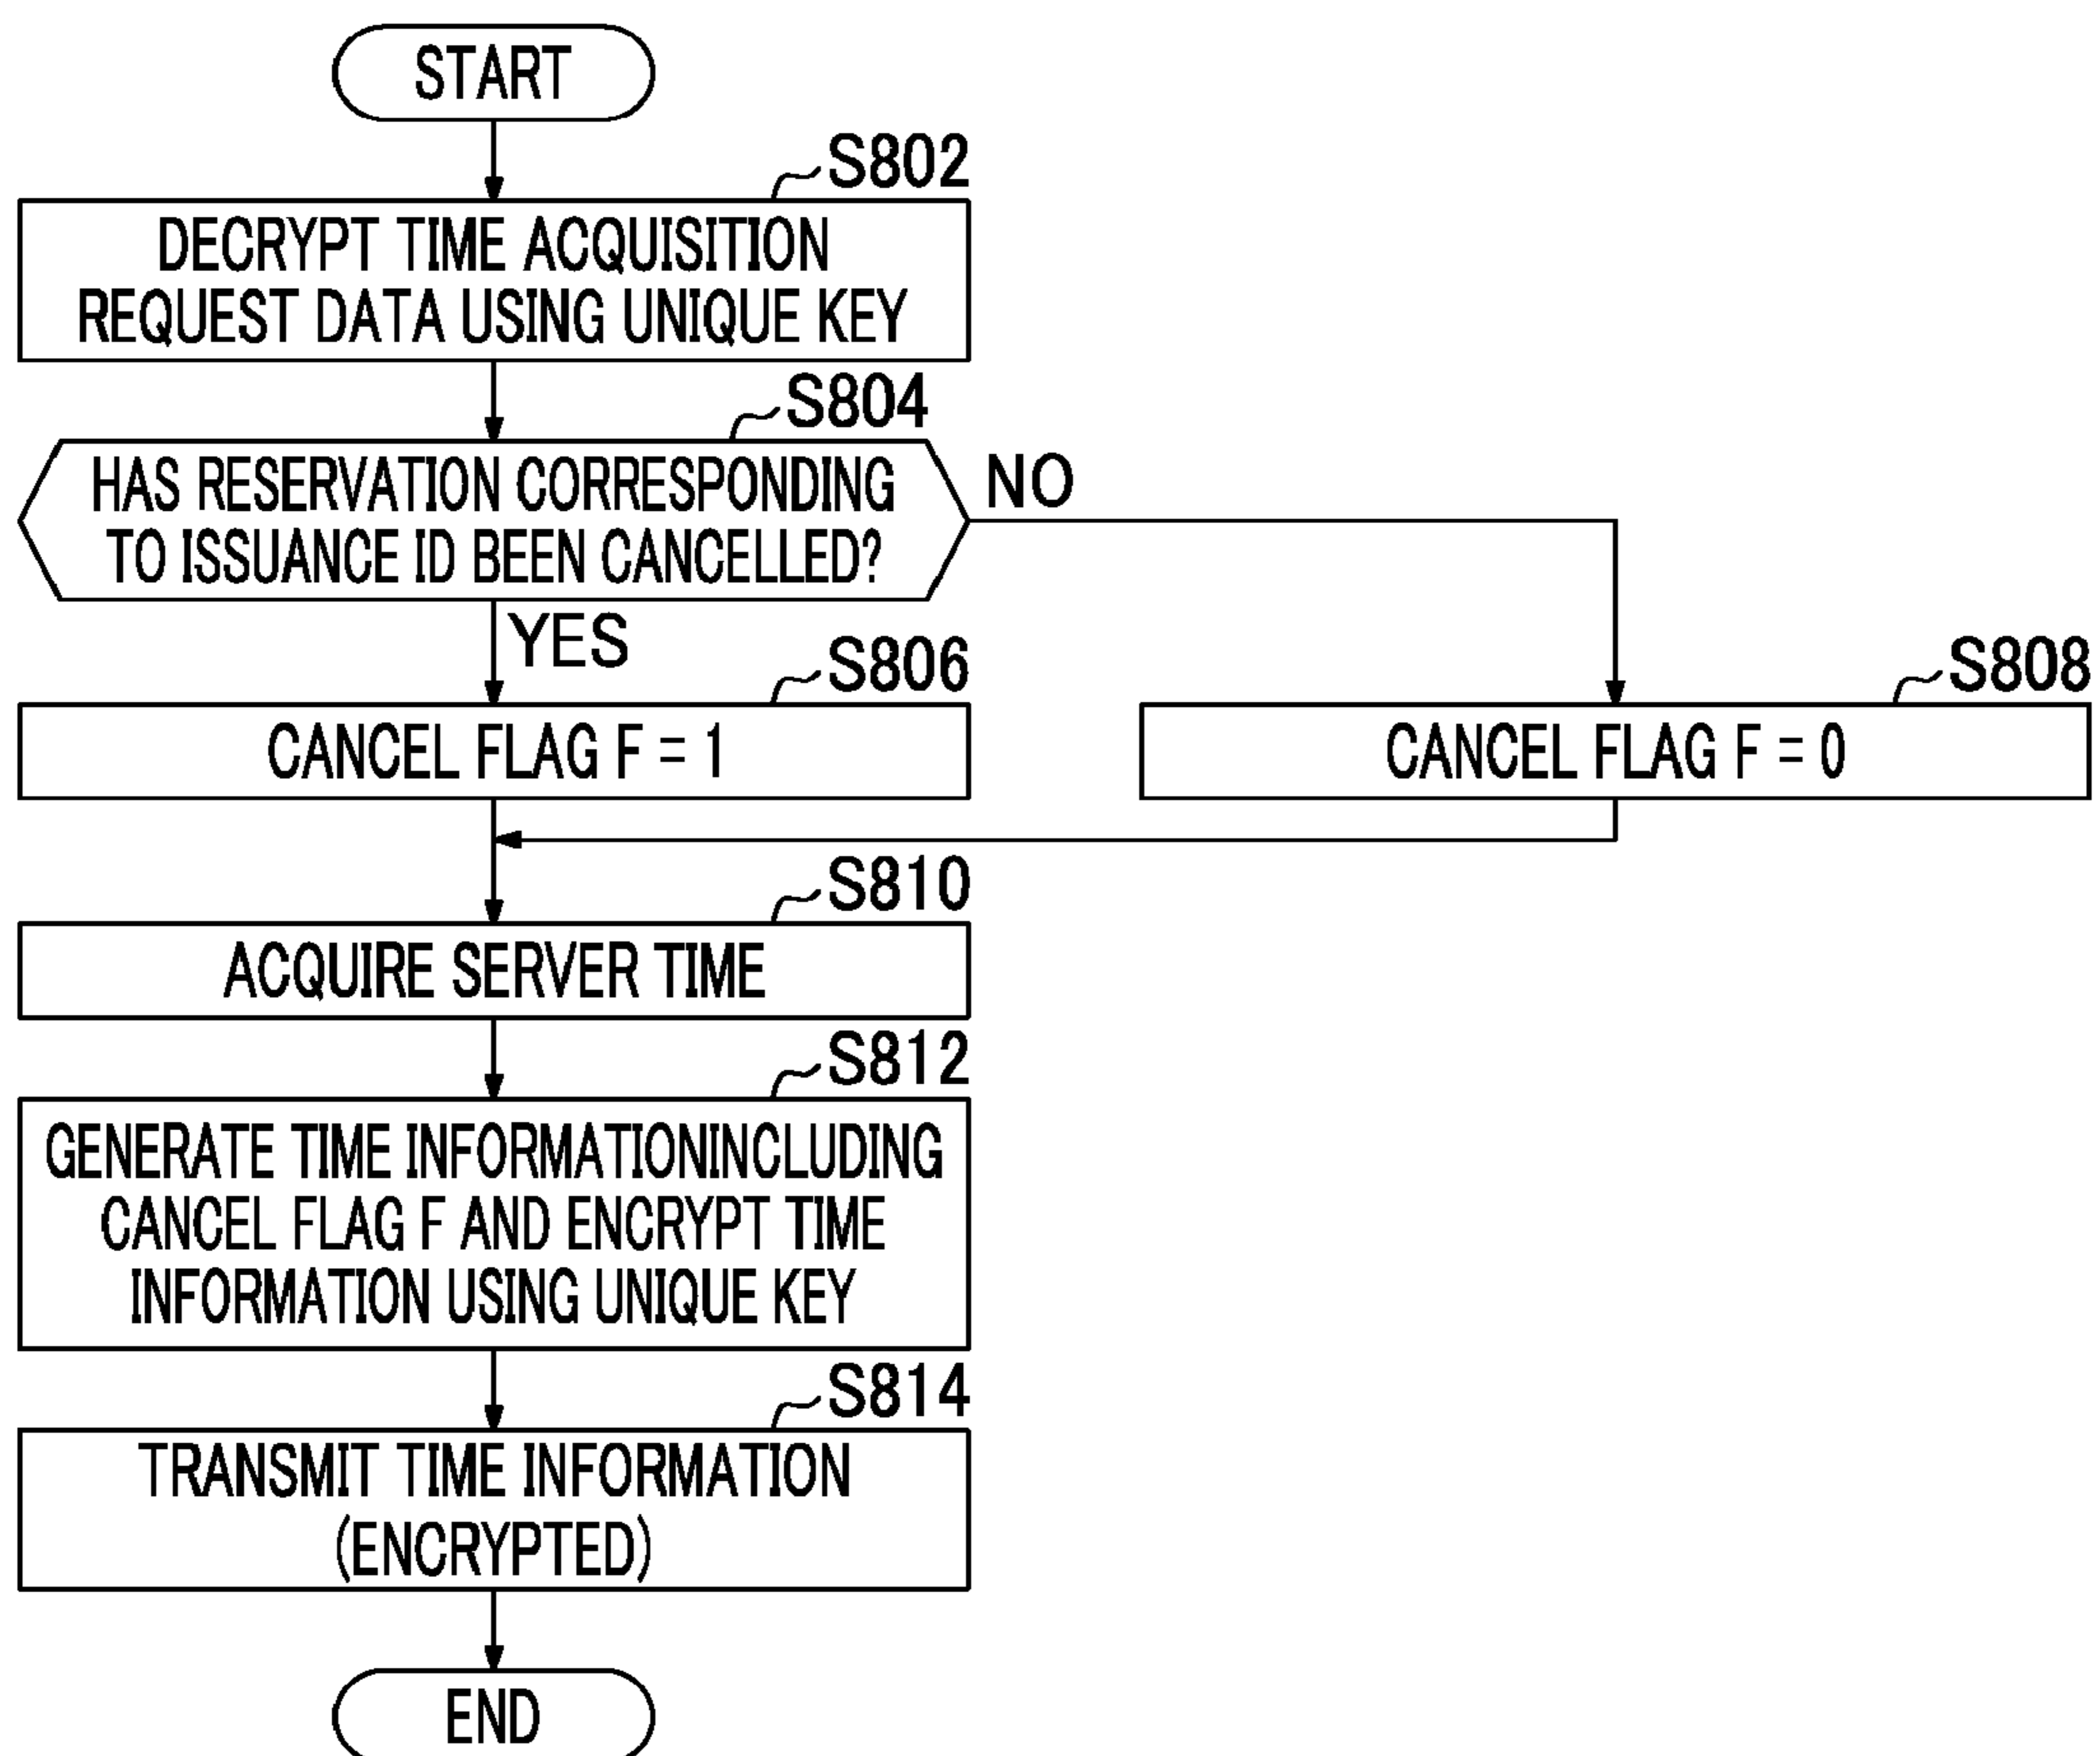 START
S802
DECRYPT TIME ACQUISITION
REQUEST DATA USING UNIQUE KEY
S804
HAS RESERVATION CORRESPONDING
TO ISSUANCE ID BEEN CANCELLED?
NO
YES
S806
CANCEL FLAG F = 1
S808
CANCEL FLAG F = 0
S810
ACQUIRE SERVER TIME
S812
GENERATE TIME INFORMATIONINCLUDING
CANCEL FLAG F AND ENCRYPT TIME
INFORMATION USING UNIQUE KEY
S814
TRANSMIT TIME INFORMATION
(ENCRYPTED)
END